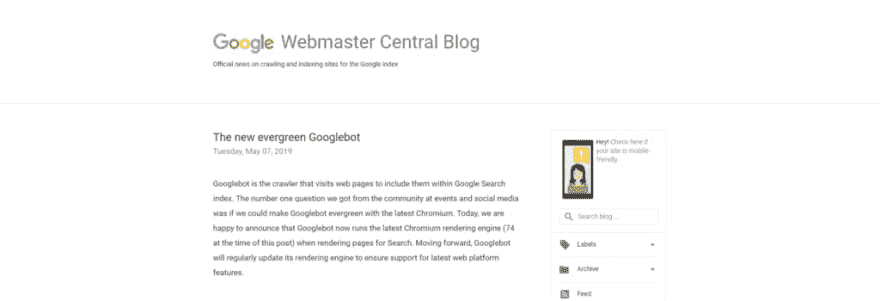 Google Webmaster Central Blog
Official news on crawling and indexing sites for the Google index
The new evergreen Googlebot
Tuesday, May 07, 2019
Googlebot is the crawler that visits web pages to include them within Google Search
index. The number one question we got from the community at events and social media
was if we could make Googlebot evergreen with the latest Chromium. Today, we are
happy to announce that Googlebot now runs the latest Chromium rendering engine (74
at the time of this post) when rendering pages for Search. Moving forward, Googlebot
will regularly update its rendering engine to ensure support for latest web platform
features.
Hey! Check here if
your site is mobile-
friendly.
Search blog ...
Labels
Archive
Feed